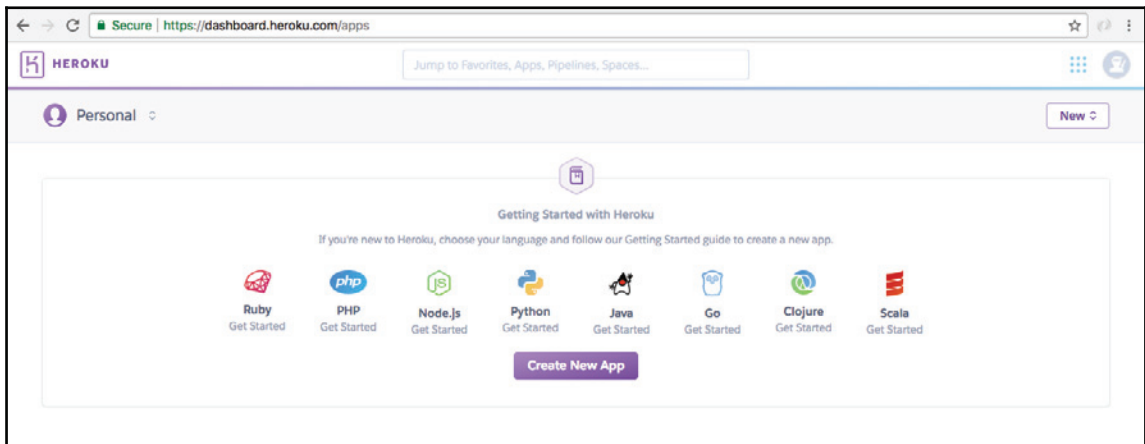 Secure | https://dashboard.heroku.com/apps
HEROKU
Jump to Favorites, Apps, Pipelines, Spaces...
Personal
New
Getting Started with Heroku
If you're new to Heroku, choose your language and follow our Getting Started guide to create a new app.
php
JS
Ruby PHP Node.js Python Java Go Clojure Scala
Get Started Get Started Get Started Get Started Get Started Get Started Get Started Get Started
Create New App